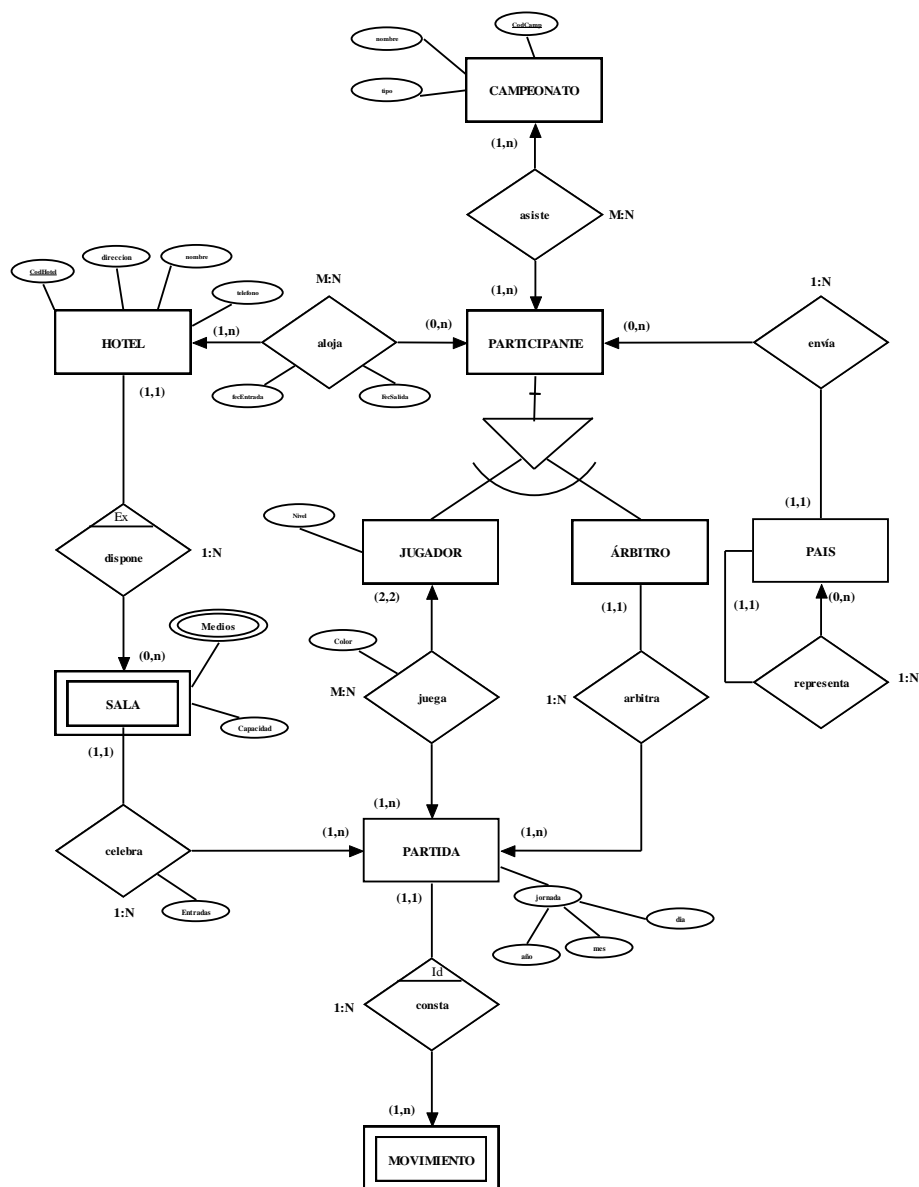 CodCamp
nombre
tipo
CAMPEONATO
(1,n)
asiste
M:N
(1,n)
CodHotel
direccion
nombre
telefono
HOTEL
(1,n)
M:N
aloja
(0,n)
fecEntrada
FecSalida
PARTICIPANTE
(0,n)
1:N
envía
(1,1)
(1,1)
Ex
dispone
1:N
(0,n)
Nivel
JUGADOR
ÁRBITRO
PAIS
(2,2)
(1,1)
(1,1)
(0,n)
Medios
SALA
Capacidad
(1,1)
Color
M:N
juega
1:N
arbitra
representa
1:N
celebra
1:N
Entradas
(1,n)
(1,n)
(1,n)
PARTIDA
(1,1)
jornada
año
mes
dia
Id
1:N
consta
(1,n)
MOVIMIENTO